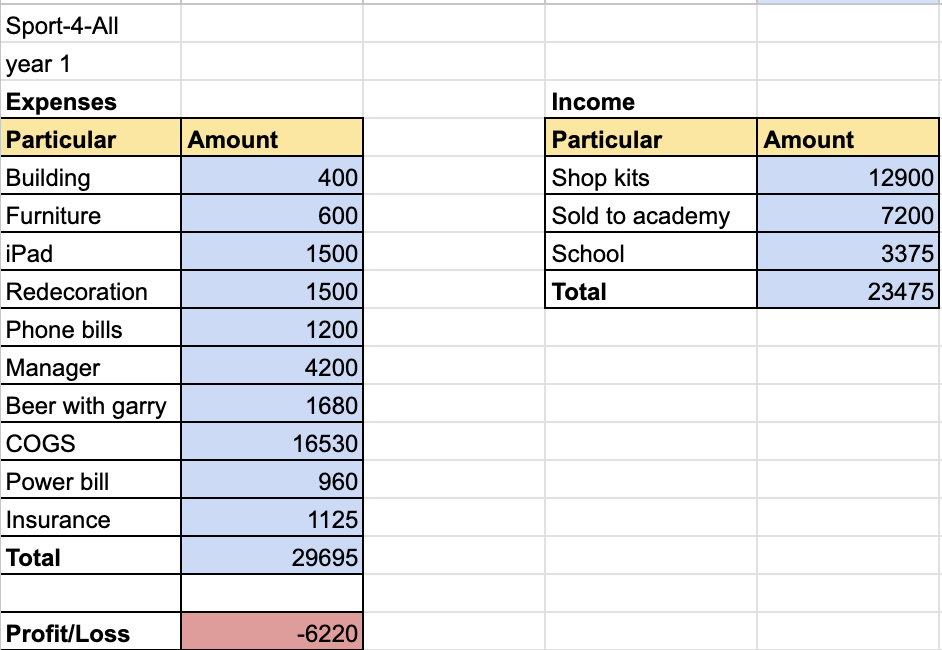 Sport-4-All
year 1
Expenses Income
Particular Amount Particular Amount
Building 400 Shop kits 12900
Furniture 600 Sold to academy 7200
iPad 1500 School 3375
Redecoration 1500 Total 23475
Phone bills 1200
Manager 4200
Beer with garry 1680
COGS 16530
Power bill 960
Insurance 1125
Total 29695
Profit/Loss -6220